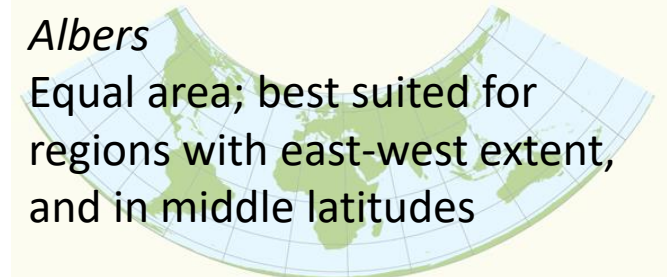 Albers
Equal area; best suited for
regions with east-west extent,
and in middle latitudes